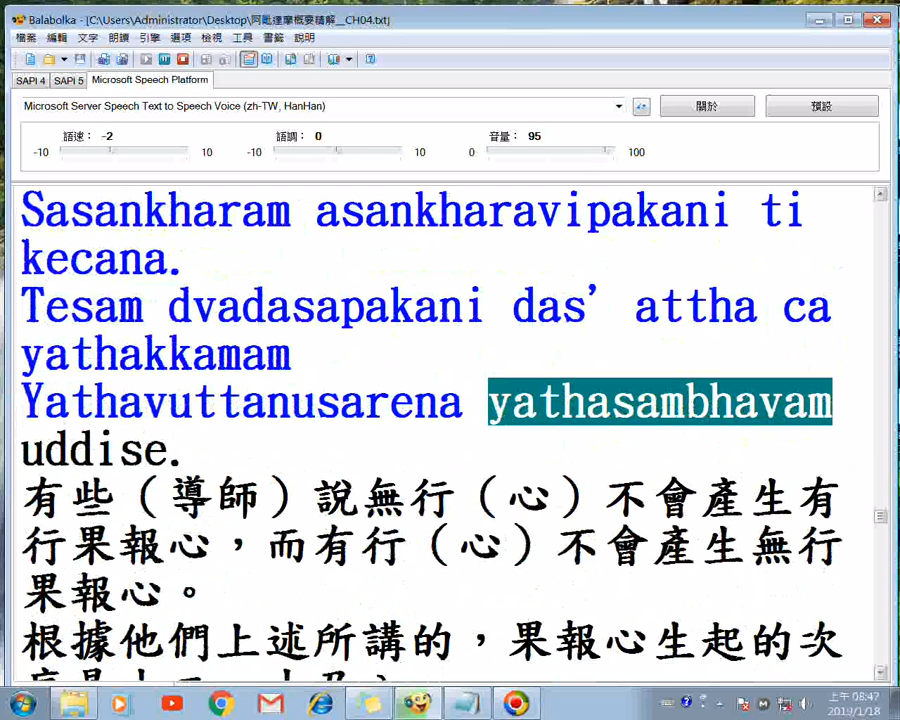 Balabolka - [C:\Users\Administrator\Desktop\阿毗達摩概要精解__CH04.txt]
檔案 編輯 文字 朗讀 引擎 選項 檢視 工具 書籤 說明
SAPI 4 SAPI 5 Microsoft Speech Platform
Microsoft Server Speech Text to Speech Voice (zh-TW, HanHan) 關於 預設
語速： -2 語調： 0 音量： 95
-10 10 -10 10 0 100
Sasankharam asankharavipakani ti
kecana.
Tesam dvadasapakani das’ attha ca
yathakkamam
Yathavuttanusarena yathasambhavam
uddise.
有些（導師）說無行（心）不會產生有
行果報心，而有行（心）不會產生無行
果報心。
根據他們上述所講的，果報心生起的次
上午 08:47
2019/1/18